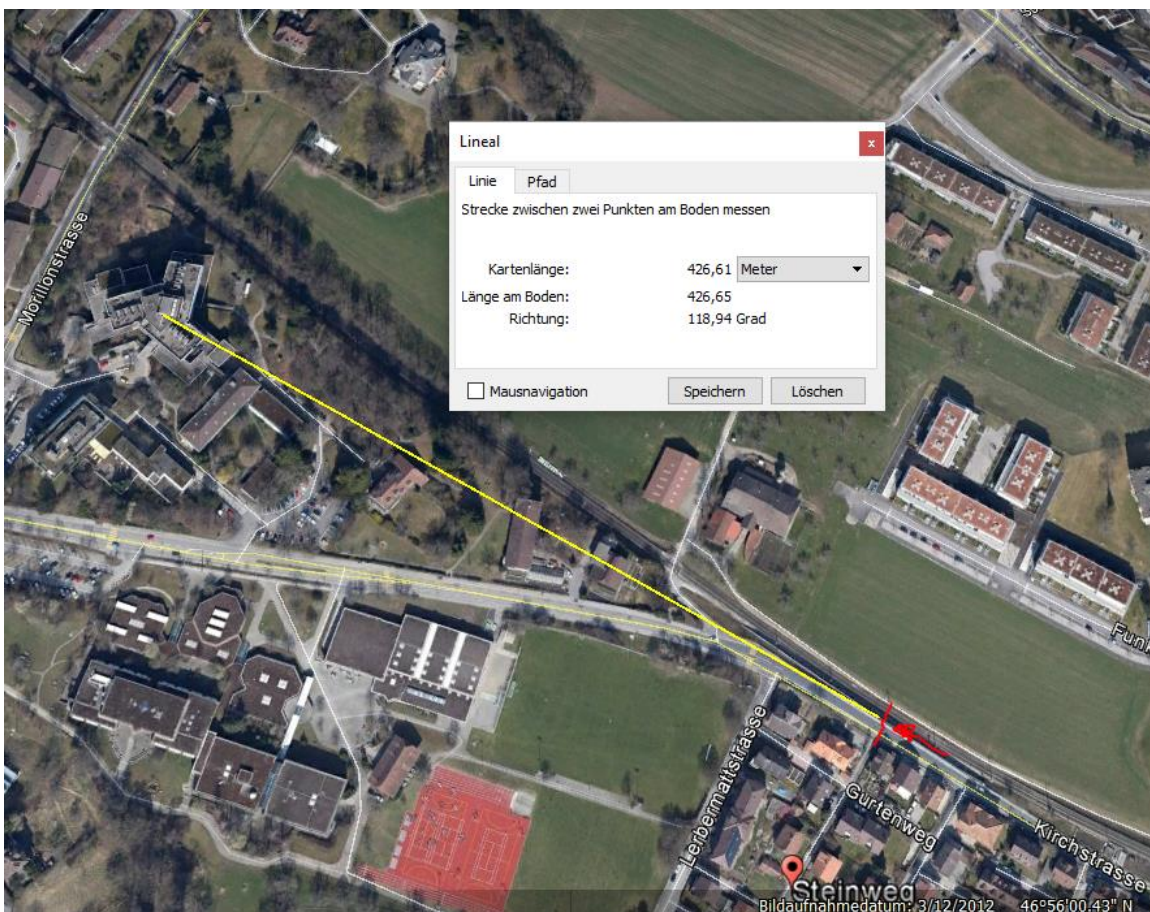 Lineal
x
Linie Pfad
Strecke zwischen zwei Punkten am Boden messen
Kartenlänge: 426,61 Meter
Länge am Boden: 426,65
Richtung: 118,94 Grad
Mausnavigation Speichern Löschen
Morillonstrasse
Funk
Lerbermattstrasse
Gurtenweg
Kirchstrasse
Steinweg
Bildaufnahmedatum: 3/12/2012 46°56'00.43" N